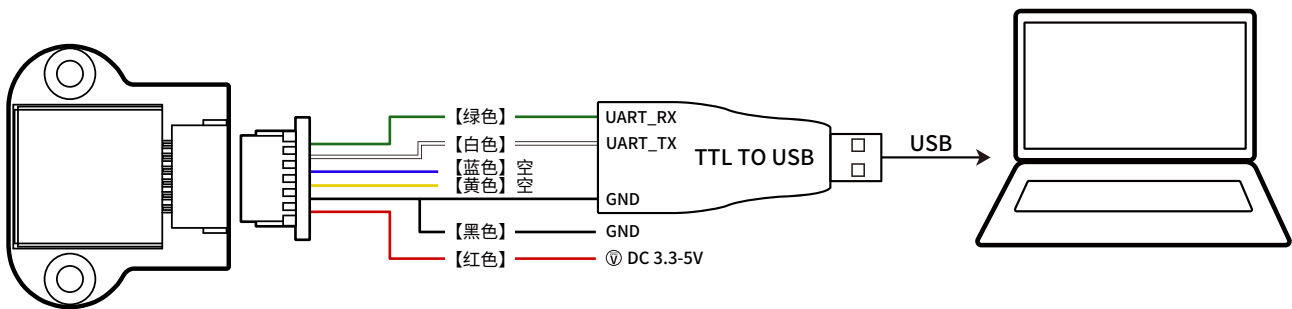 【绿色】 UART_RX
【白色】 UART_TX
TTL TO USB
USB
【蓝色】空
【黄色】空
GND
【黑色】 GND
【红色】 Ⓥ DC 3.3-5V